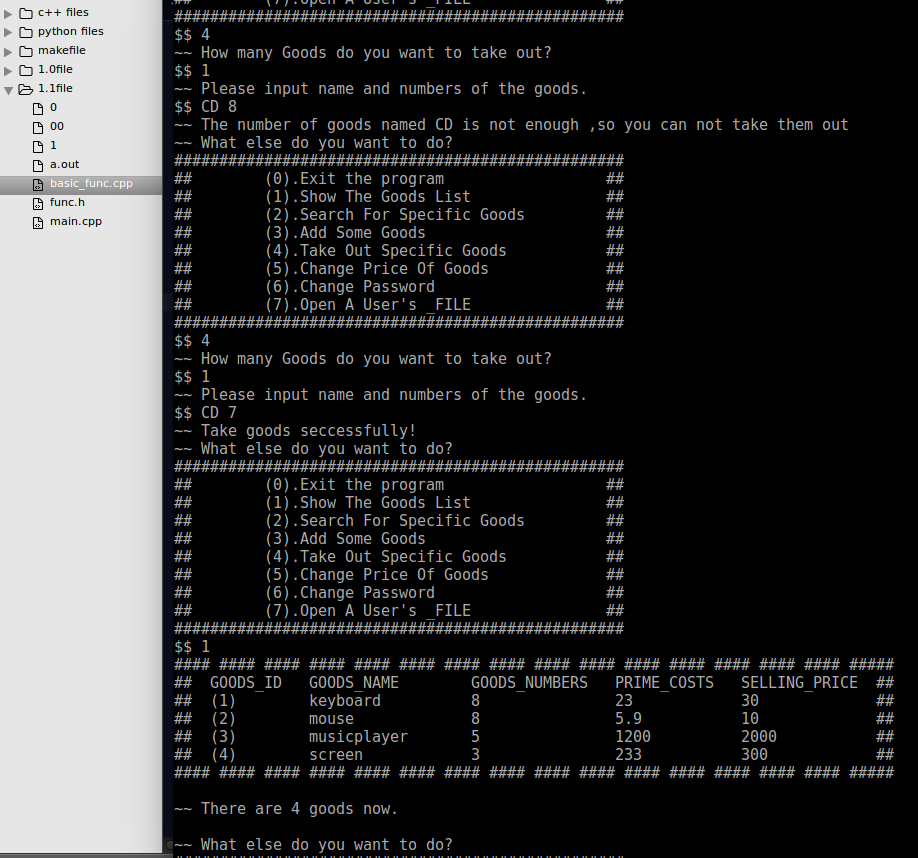 c++ files
python files
makefile
1.0file
1.1file
0
00
1
a.out
basic_func.cpp
func.h
main.cpp
## (7).Open A User's _FILE ##
##################################################
$$ 4
~~ How many Goods do you want to take out?
$$ 1
~~ Please input name and numbers of the goods.
$$ CD 8
~~ The number of goods named CD is not enough ,so you can not take them out
~~ What else do you want to do?
##################################################
## (0).Exit the program ##
## (1).Show The Goods List ##
## (2).Search For Specific Goods ##
## (3).Add Some Goods ##
## (4).Take Out Specific Goods ##
## (5).Change Price Of Goods ##
## (6).Change Password ##
## (7).Open A User's _FILE ##
##################################################
$$ 4
~~ How many Goods do you want to take out?
$$ 1
~~ Please input name and numbers of the goods.
$$ CD 7
~~ Take goods seccessfully!
~~ What else do you want to do?
##################################################
## (0).Exit the program ##
## (1).Show The Goods List ##
## (2).Search For Specific Goods ##
## (3).Add Some Goods ##
## (4).Take Out Specific Goods ##
## (5).Change Price Of Goods ##
## (6).Change Password ##
## (7).Open A User's _FILE ##
##################################################
$$ 1
#### #### #### #### #### #### #### #### #### #### #### #### #### #### #### #####
## GOODS_ID GOODS_NAME GOODS_NUMBERS PRIME_COSTS SELLING_PRICE ##
## (1) keyboard 8 23 30 ##
## (2) mouse 8 5.9 10 ##
## (3) musicplayer 5 1200 2000 ##
## (4) screen 3 233 300 ##
#### #### #### #### #### #### #### #### #### #### #### #### #### #### #### #####
~~ There are 4 goods now.
~~ What else do you want to do?